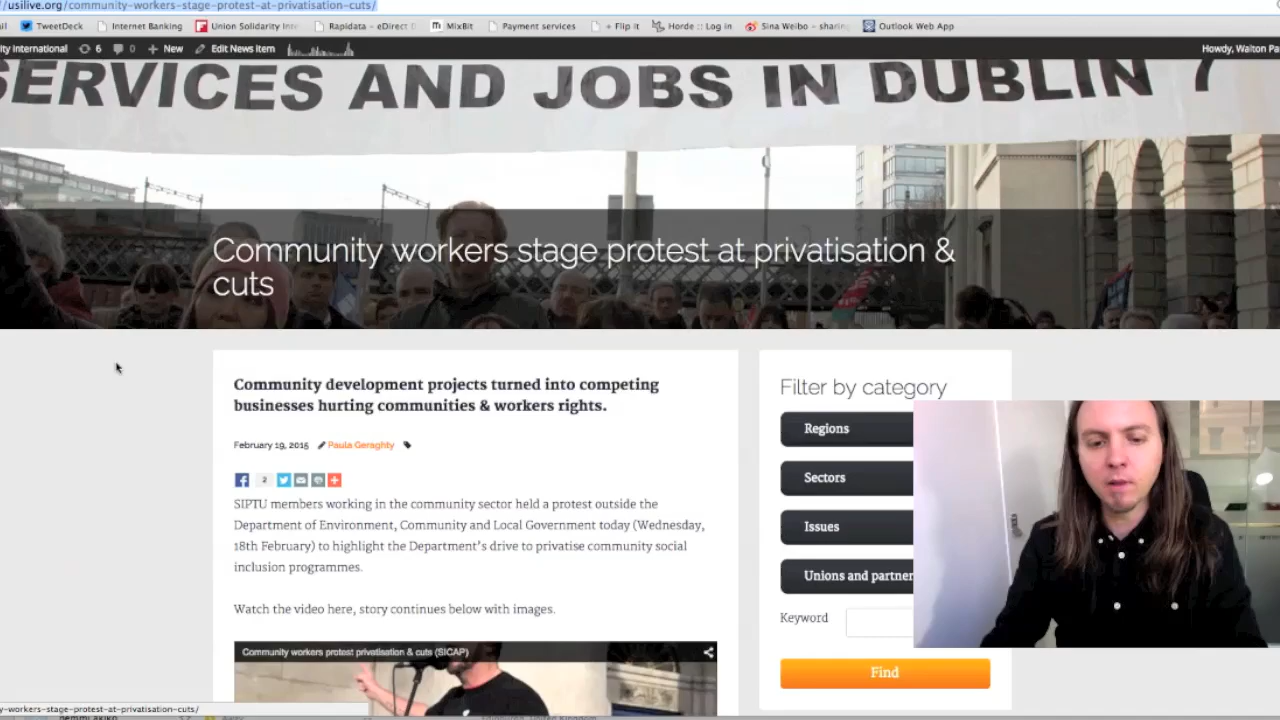 //usilive.org/community-workers-stage-protest-at-privatisation-cuts/
TweetDeck Internet Banking Union Solidarity Inte Rapidata – eDirect D MixBit Payment services + Flip it Horde :: Log in Sina Weibo – sharing Outlook Web App
ity International 6 0 + New Edit News Item Howdy, Walton Pa
SERVICES AND JOBS IN DUBLIN 7
Community workers stage protest at privatisation &
cuts
Community development projects turned into competing
businesses hurting communities & workers rights.
February 19, 2015 Paula Geraghty
2
SIPTU members working in the community sector held a protest outside the
Department of Environment, Community and Local Government today (Wednesday,
18th February) to highlight the Department's drive to privatise community social
inclusion programmes.
Watch the video here, story continues below with images.
Community workers protest privatisation & cuts (SICAP)
Filter by category
Regions
Sectors
Issues
Unions and partner
Keyword
Find
y-workers-stage-protest-at-privatisation-cuts/